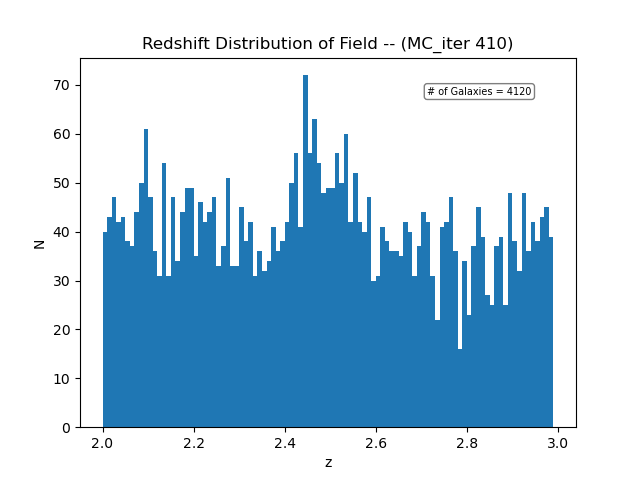 Redshift Distribution of Field -- (MC_iter 410)
# of Galaxies = 4120
70
60
50
40
30
20
10
0
N
2.0 2.2 2.4 2.6 2.8 3.0
z